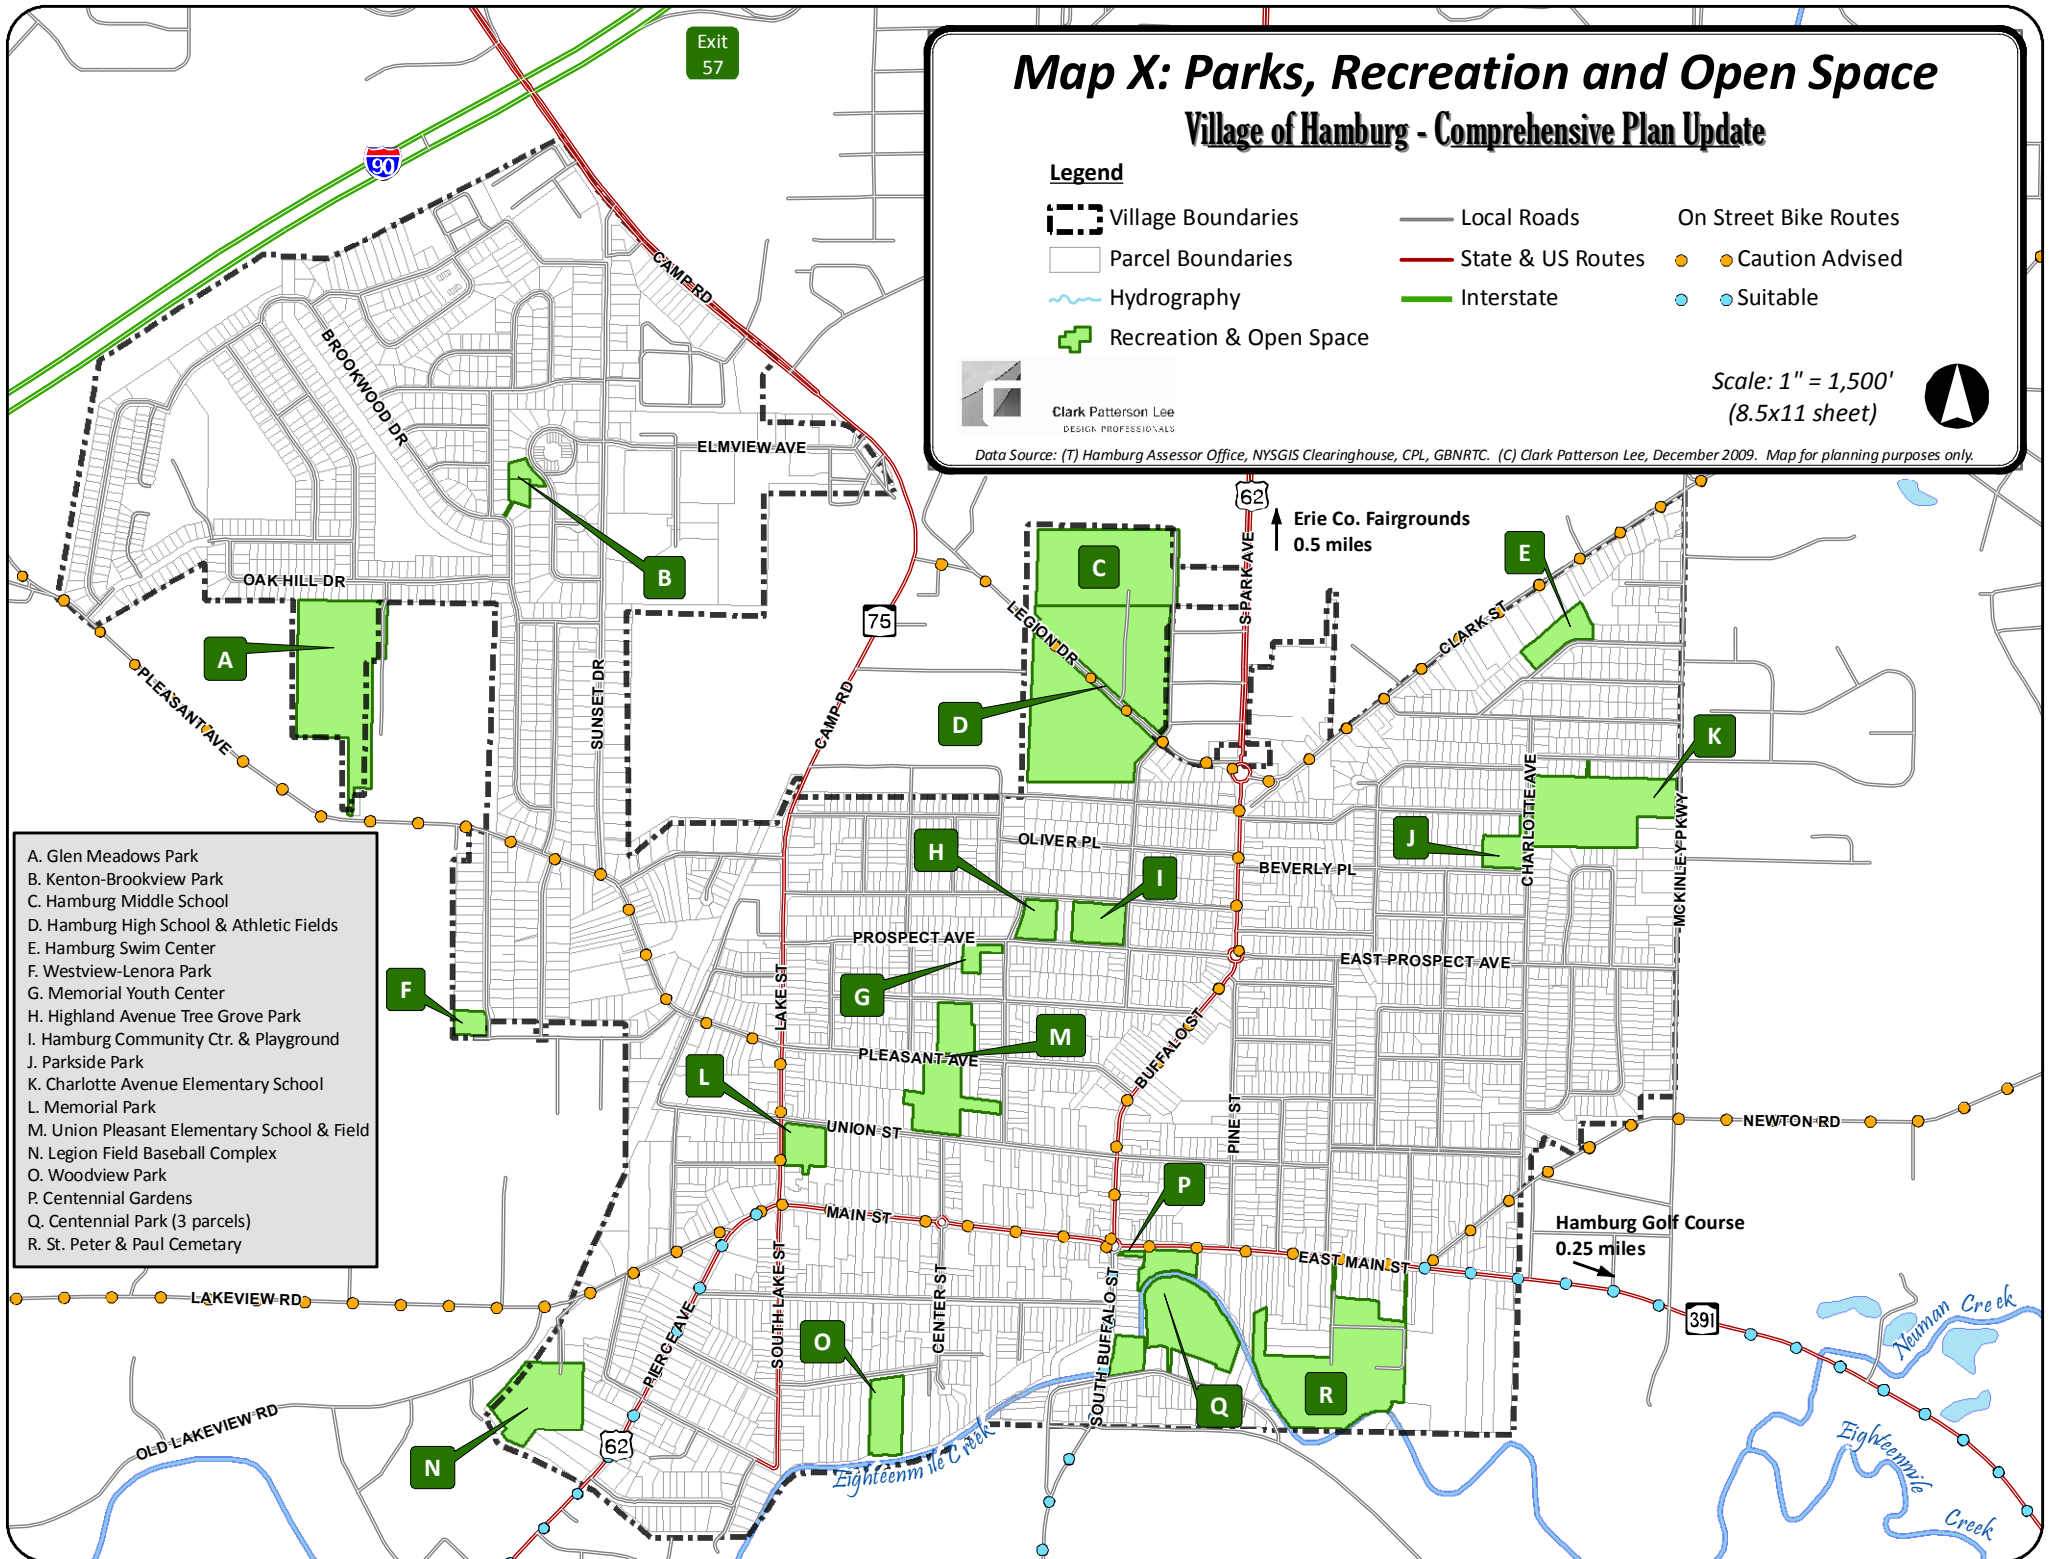 Exit
57
Map X: Parks, Recreation and Open Space
Village of Hamburg - Comprehensive Plan Update
Legend
Village Boundaries
Parcel Boundaries
Hydrography
Recreation & Open Space
Local Roads
State & US Routes
Interstate
On Street Bike Routes
Caution Advised
Suitable
Clark Patterson Lee
DESIGN PROFESSIONALS
Scale: 1" = 1,500'
(8.5x11 sheet)
Data Source: (T) Hamburg Assessor Office, NYSGIS Clearinghouse, CPL, GBNRTC. (C) Clark Patterson Lee, December 2009. Map for planning purposes only.
90
CAMP RD
BROOKWOOD DR
ELMVIEW AVE
62
Erie Co. Fairgrounds
0.5 miles
S PARK AVE
B
C
E
OAK HILL DR
75
LEGION DR
CLARK ST
A
PLEASANT AVE
SUNSET DR
CAMP RD
D
K
CHARLOTTE AVE
MCKINLEY PKWY
J
OLIVER PL
H
I
BEVERLY PL
A. Glen Meadows Park
B. Kenton-Brookview Park
C. Hamburg Middle School
D. Hamburg High School & Athletic Fields
E. Hamburg Swim Center
F. Westview-Lenora Park
G. Memorial Youth Center
H. Highland Avenue Tree Grove Park
I. Hamburg Community Ctr. & Playground
J. Parkside Park
K. Charlotte Avenue Elementary School
L. Memorial Park
M. Union Pleasant Elementary School & Field
N. Legion Field Baseball Complex
O. Woodview Park
P. Centennial Gardens
Q. Centennial Park (3 parcels)
R. St. Peter & Paul Cemetary
PROSPECT AVE
EAST PROSPECT AVE
F
G
LAKE ST
M
PLEASANT AVE
BUFFALO ST
L
UNION ST
PINE ST
NEWTON RD
P
MAIN ST
EAST MAIN ST
Hamburg Golf Course
0.25 miles
LAKEVIEW RD
PIERCE AVE
SOUTH LAKE ST
CENTER ST
SOUTH BUFFALO ST
O
391
Neuman Creek
Q
R
OLD LAKEVIEW RD
N
62
Eighteenmile Creek
Eighteenmile
Creek